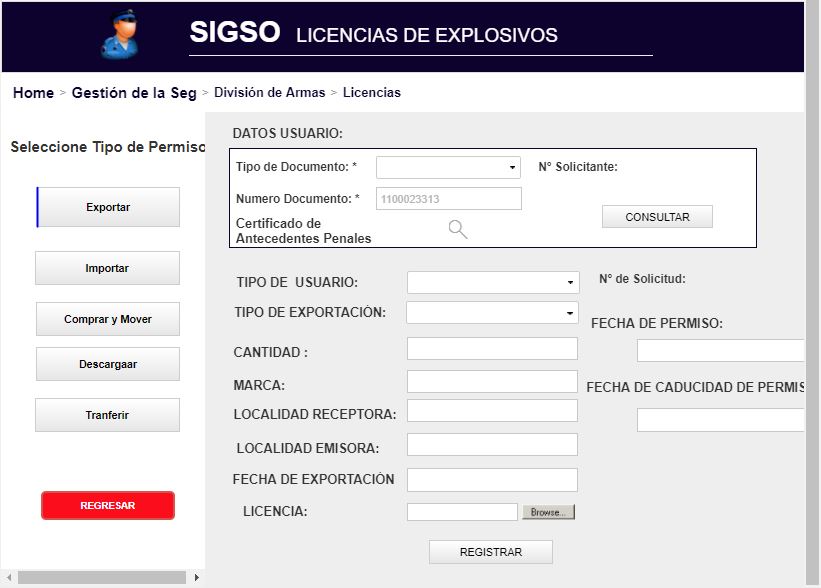 SIGSO LICENCIAS DE EXPLOSIVOS
Home > Gestión de la Seg > División de Armas > Licencias
Seleccione Tipo de Permiso
Exportar
Importar
Comprar y Mover
Descargaar
Tranferir
REGRESAR
DATOS USUARIO:
Tipo de Documento: *
N° Solicitante:
Numero Documento: * 1100023313
Certificado de
Antecedentes Penales
CONSULTAR
TIPO DE USUARIO:
N° de Solicitud:
TIPO DE EXPORTACIÓN:
FECHA DE PERMISO:
CANTIDAD :
MARCA:
FECHA DE CADUCIDAD DE PERMIS
LOCALIDAD RECEPTORA:
LOCALIDAD EMISORA:
FECHA DE EXPORTACIÓN
LICENCIA:
Browse...
REGISTRAR